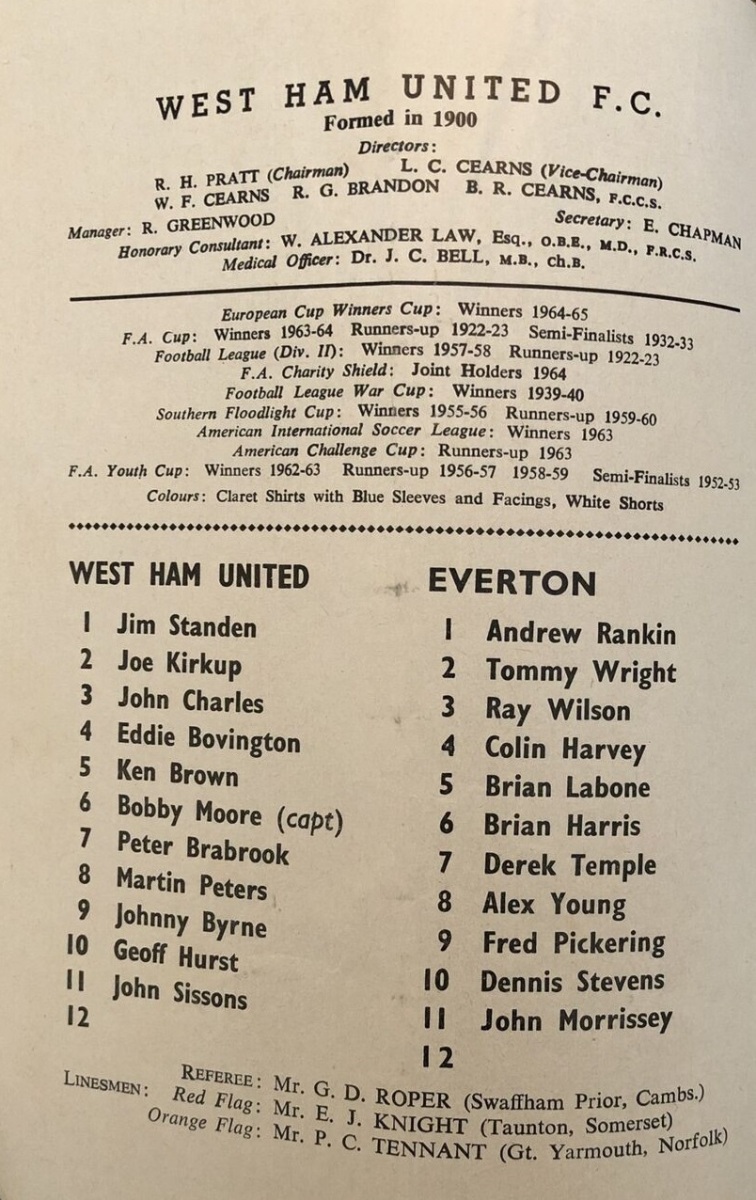 WEST HAM UNITED F.C.
Formed in 1900
Directors:
R. H. PRATT (Chairman) L. C. CEARNS (Vice-Chairman)
W. F. CEARNS R. G. BRANDON B. R. CEARNS, F.C.C.S.
Manager: R. GREENWOOD Secretary: E. CHAPMAN
Honorary Consultant: W. ALEXANDER LAW, Esq., O.B.E., M.D., F.R.C.S.
Medical Officer: Dr. J. C. BELL, M.B., Ch.B.
European Cup Winners Cup: Winners 1964-65
F.A. Cup: Winners 1963-64 Runners-up 1922-23 Semi-Finalists 1932-33
Football League (Div. II): Winners 1957-58 Runners-up 1922-23
F.A. Charity Shield: Joint Holders 1964
Football League War Cup: Winners 1939-40
Southern Floodlight Cup: Winners 1955-56 Runners-up 1959-60
American International Soccer League: Winners 1963
American Challenge Cup: Runners-up 1963
F.A. Youth Cup: Winners 1962-63 Runners-up 1956-57 1958-59 Semi-Finalists 1952-53
Colours: Claret Shirts with Blue Sleeves and Facings, White Shorts
WEST HAM UNITED
1 Jim Standen
2 Joe Kirkup
3 John Charles
4 Eddie Bovington
5 Ken Brown
6 Bobby Moore (capt)
7 Peter Brabrook
8 Martin Peters
9 Johnny Byrne
10 Geoff Hurst
11 John Sissons
12
EVERTON
1 Andrew Rankin
2 Tommy Wright
3 Ray Wilson
4 Colin Harvey
5 Brian Labone
6 Brian Harris
7 Derek Temple
8 Alex Young
9 Fred Pickering
10 Dennis Stevens
11 John Morrissey
12
REFEREE: Mr. G. D. ROPER (Swaffham Prior, Cambs.)
LINESMEN: Red Flag: Mr. E. J. KNIGHT (Taunton, Somerset)
Orange Flag: Mr. P. C. TENNANT (Gt. Yarmouth, Norfolk)